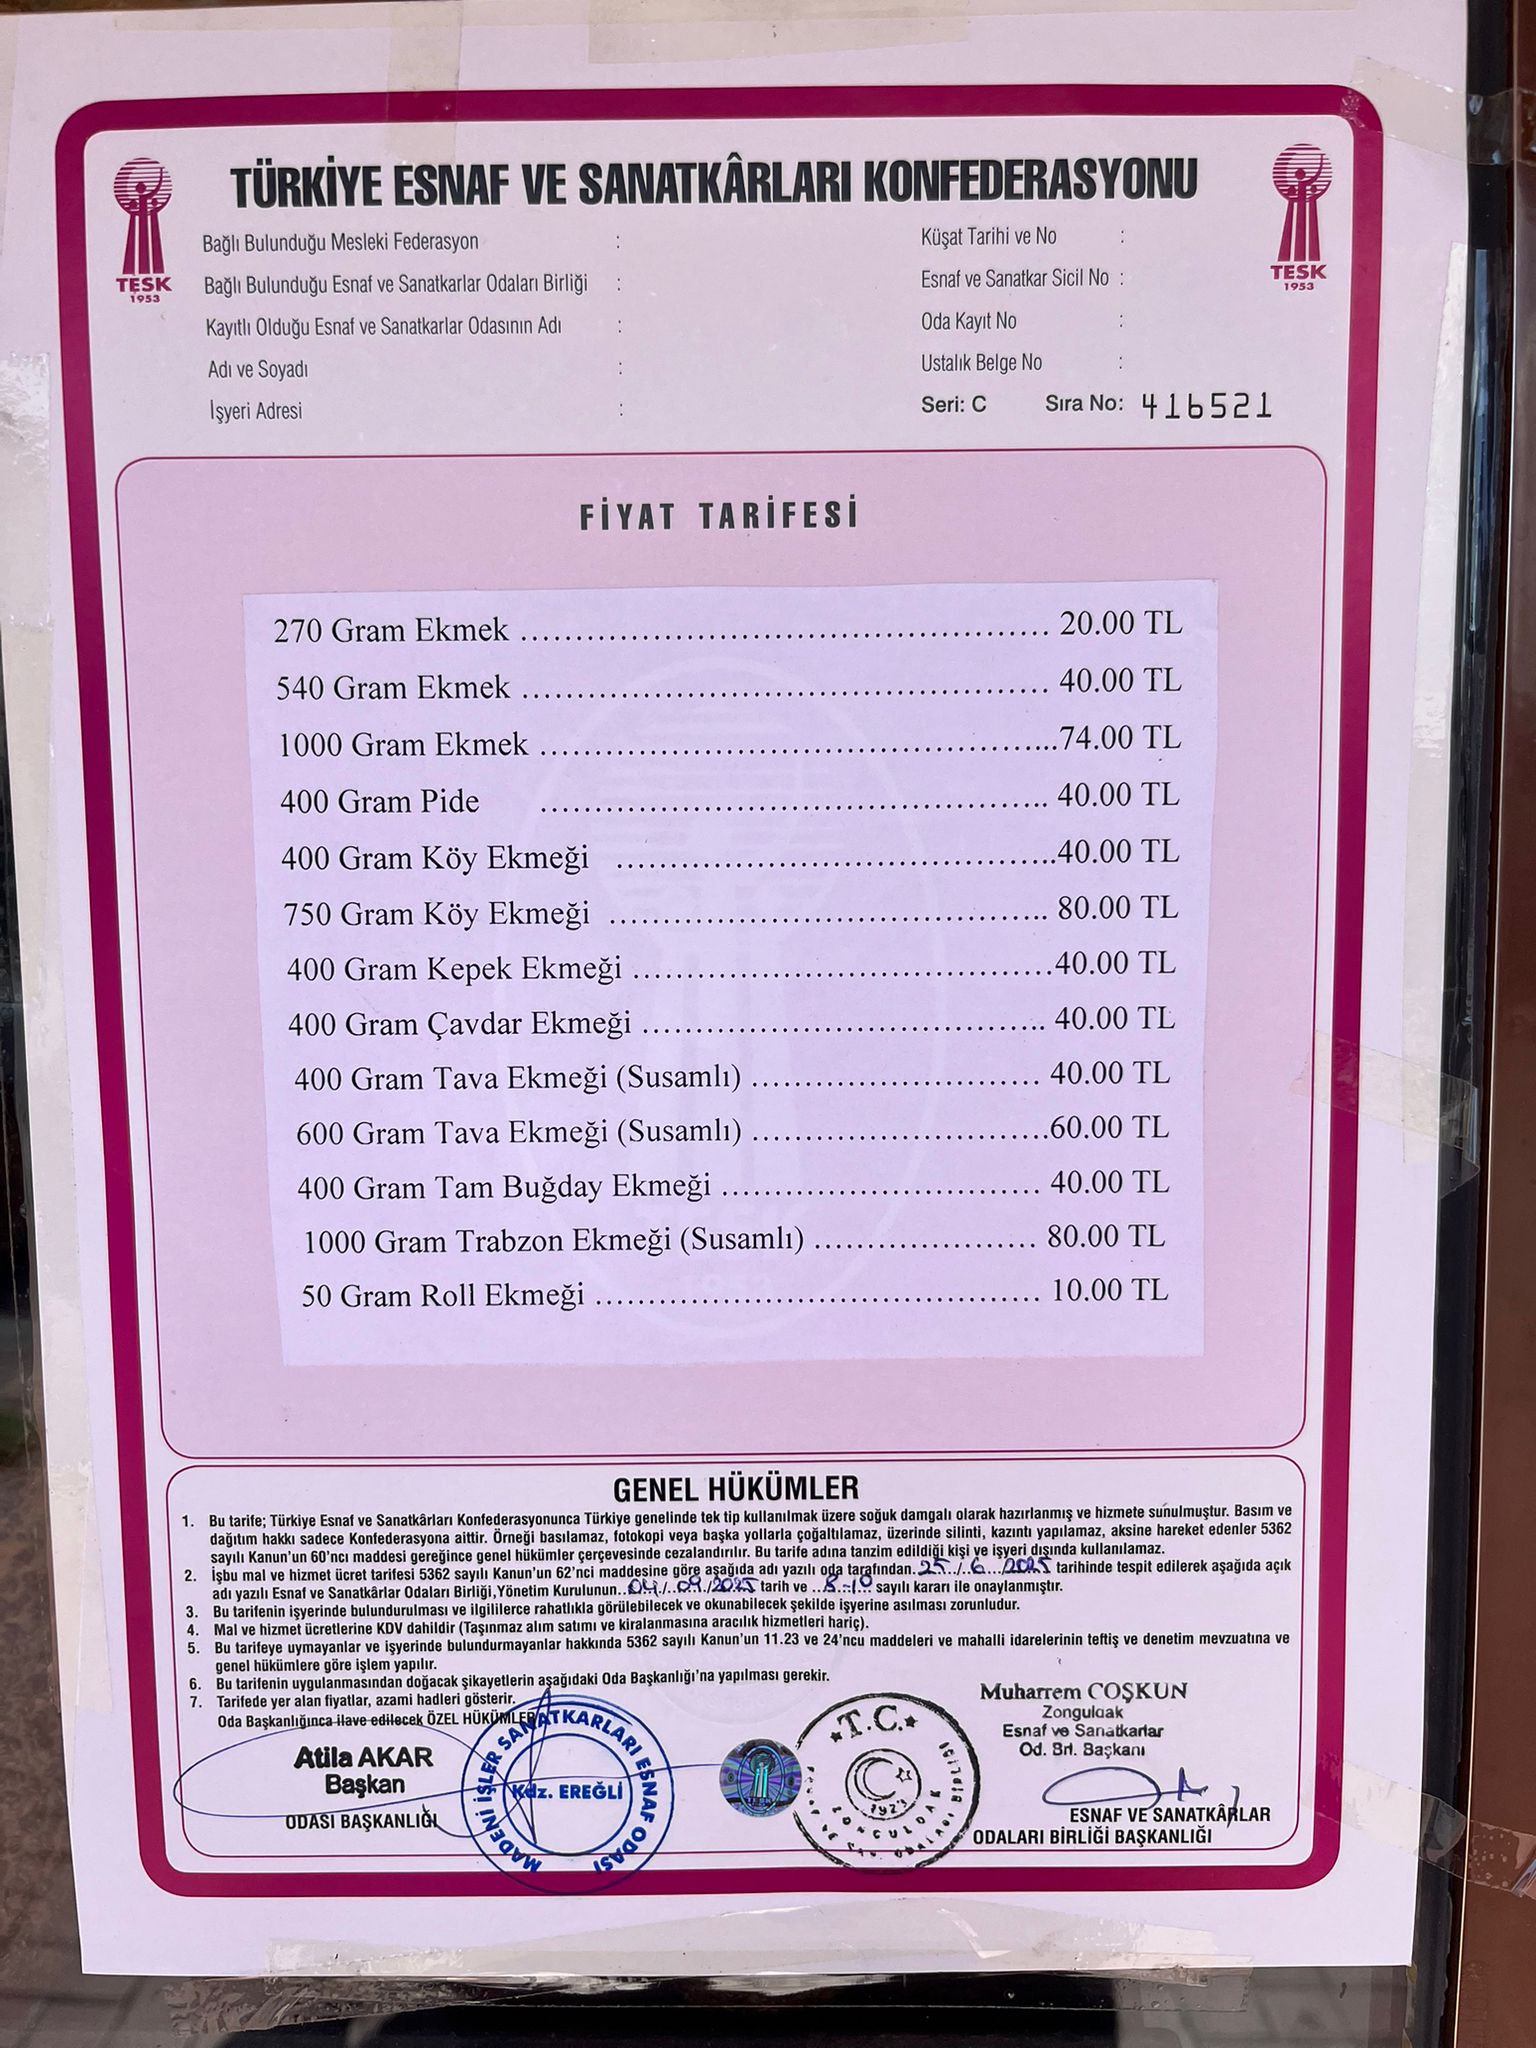 TÜRKİYE ESNAF VE SANATKÂRLARI KONFEDERASYONU
TESK
1953
TESK
1953
Bağlı Bulunduğu Mesleki Federasyon :
Bağlı Bulunduğu Esnaf ve Sanatkarlar Odaları Birliği :
Kayıtlı Olduğu Esnaf ve Sanatkarlar Odasının Adı :
Adı ve Soyadı :
İşyeri Adresi :
Küşat Tarihi ve No :
Esnaf ve Sanatkar Sicil No :
Oda Kayıt No :
Ustalık Belge No :
Seri: C Sıra No: 416521
FİYAT TARİFESİ
270 Gram Ekmek ........................................ 20.00 TL
540 Gram Ekmek ........................................ 40.00 TL
1000 Gram Ekmek ........................................74.00 TL
400 Gram Pide ........................................ 40.00 TL
400 Gram Köy Ekmeği ....................................40.00 TL
750 Gram Köy Ekmeği .................................... 80.00 TL
400 Gram Kepek Ekmeği ..................................40.00 TL
400 Gram Çavdar Ekmeği ................................. 40.00 TL
400 Gram Tava Ekmeği (Susamlı) ........................ 40.00 TL
600 Gram Tava Ekmeği (Susamlı) ........................60.00 TL
400 Gram Tam Buğday Ekmeği .......................... 40.00 TL
1000 Gram Trabzon Ekmeği (Susamlı) .................. 80.00 TL
50 Gram Roll Ekmeği .................................... 10.00 TL
GENEL HÜKÜMLER
1. Bu tarife; Türkiye Esnaf ve Sanatkârları Konfederasyonunca Türkiye genelinde tek tip kullanılmak üzere soğuk damgalı olarak hazırlanmış ve hizmete sunulmuştur. Basım ve
dağıtım hakkı sadece Konfederasyona aittir. Örneği basılamaz, fotokopi veya başka yollarla çoğaltılamaz, üzerinde silinti, kazıntı yapılamaz, aksine hareket edenler 5362
sayılı Kanun'un 60'ncı maddesi gereğince genel hükümler çerçevesinde cezalandırılır. Bu tarife adına tanzim edildiği kişi ve işyeri dışında kullanılamaz.
2. İşbu mal ve hizmet ücret tarifesi 5362 sayılı Kanun'un 62'nci maddesine göre aşağıda adı yazılı oda tarafından 25/6/2025 tarihinde tespit edilerek aşağıda açık
adı yazılı Esnaf ve Sanatkârlar Odaları Birliği, Yönetim Kurulunun 04/09/2025 tarih ve 8-10 sayılı kararı ile onaylanmıştır.
3. Bu tarifenin işyerinde bulundurulması ve ilgililerce rahatlıkla görülebilecek ve okunabilecek şekilde işyerine asılması zorunludur.
4. Mal ve hizmet ücretlerine KDV dahildir (Taşınmaz alım satımı ve kiralanmasına aracılık hizmetleri hariç).
5. Bu tarifeye uymayanlar ve işyerinde bulundurmayanlar hakkında 5362 sayılı Kanun'un 11.23 ve 24'ncu maddeleri ve mahalli idarelerinin teftiş ve denetim mevzuatına ve
genel hükümlere göre işlem yapılır.
6. Bu tarifenin uygulanmasından doğacak şikayetlerin aşağıdaki Oda Başkanlığı'na yapılması gerekir.
7. Tarifede yer alan fiyatlar, azami hadleri gösterir.
Oda Başkanlığınca ilave edilecek ÖZEL HÜKÜMLER
Atila AKAR
Başkan
ODASI BAŞKANLIĞI
MADENİ İŞLER SANATKARLARI ESNAF ODASI
Kdz. EREĞLİ
T.C.
1927
ZONGULDAK
ODALARI BİRLİĞİ
Muharrem COŞKUN
Zonguldak
Esnaf ve Sanatkarlar
Od. Brl. Başkanı
ESNAF VE SANATKÂRLAR
ODALARI BİRLİĞİ BAŞKANLIĞI